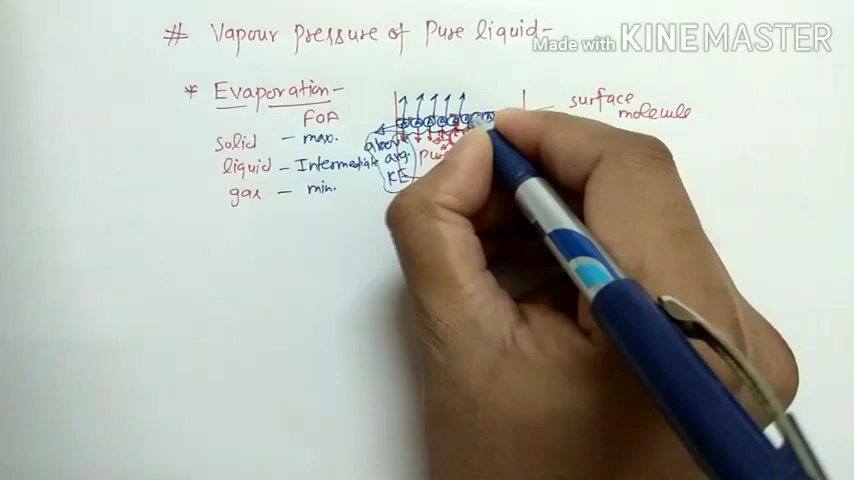 # Vapour Pressure of Pure liquid-
Made with KINEMASTER
* Evaporation-
FOA
solid - max.
liquid - Intermediate
gas - min.
above
avg.
KE
surface
molecule